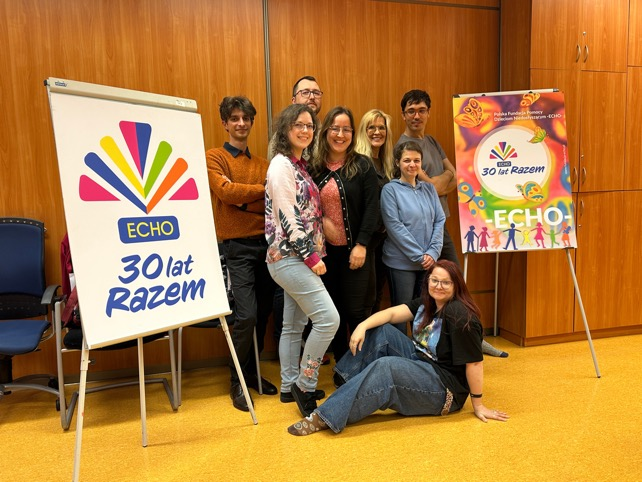 ECHO
30 lat
Razem
Polska Fundacja Pomocy
Dzieciom Niedosłyszącym -ECHO
ECHO
30 lat Razem
-ECHO-